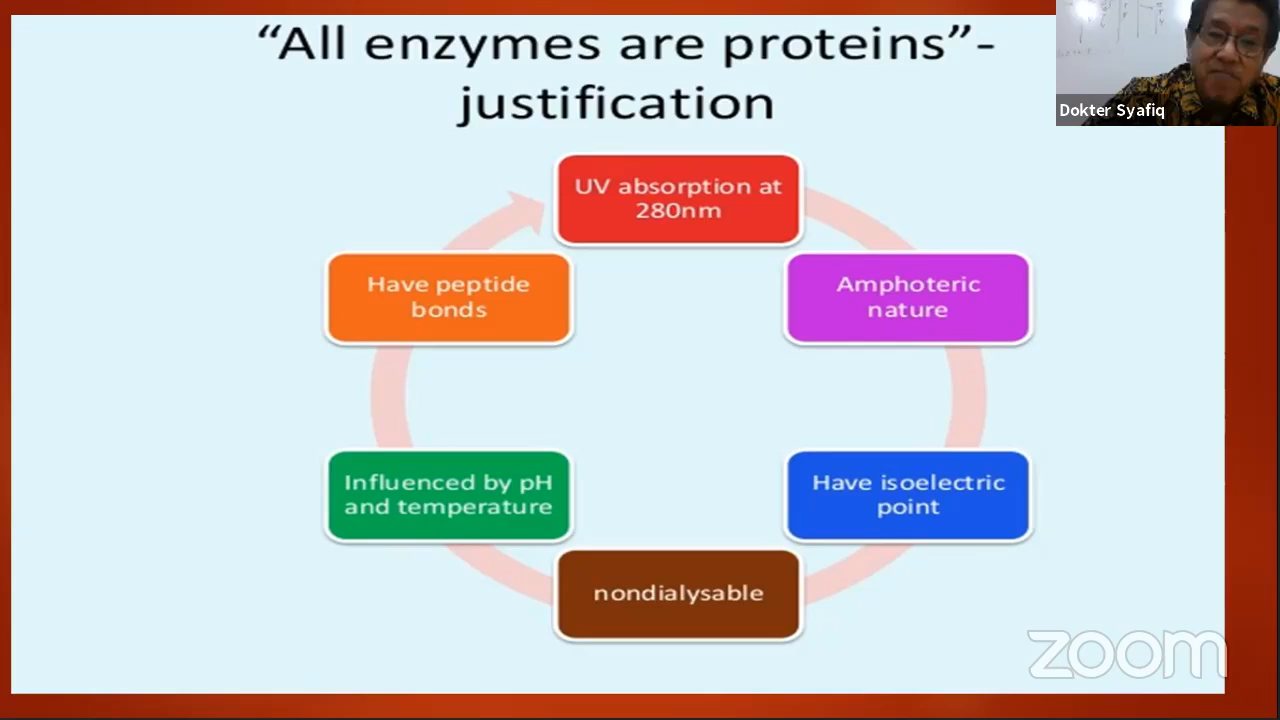 “All enzymes are proteins”-
justification
Dokter Syafiq
UV absorption at
280nm
Amphoteric
nature
Have isoelectric
point
nondialysable
Influenced by pH
and temperature
Have peptide
bonds
zoom